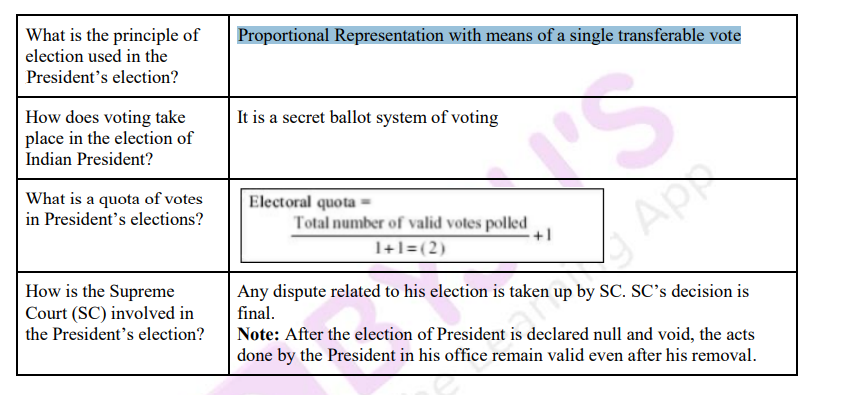 What is the principle of
election used in the
President's election?
Proportional Representation with means of a single transferable vote
How does voting take
place in the election of
Indian President?
It is a secret ballot system of voting
What is a quota of votes
in President's elections?
Electoral quota =
Total number of valid votes polled
+1
1+1=(2)
How is the Supreme
Court (SC) involved in
the President's election?
Any dispute related to his election is taken up by SC. SC's decision is
final.
Note: After the election of President is declared null and void, the acts
done by the President in his office remain valid even after his removal.
BYJU'S
The Learning App